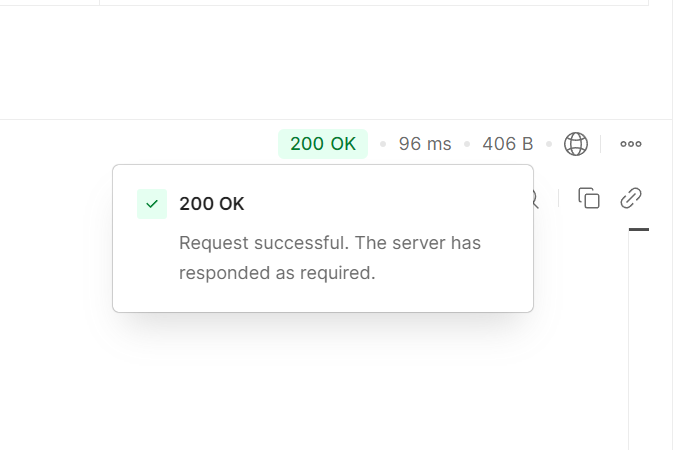 200 OK 96 ms 406 B
200 OK
Request successful. The server has
responded as required.